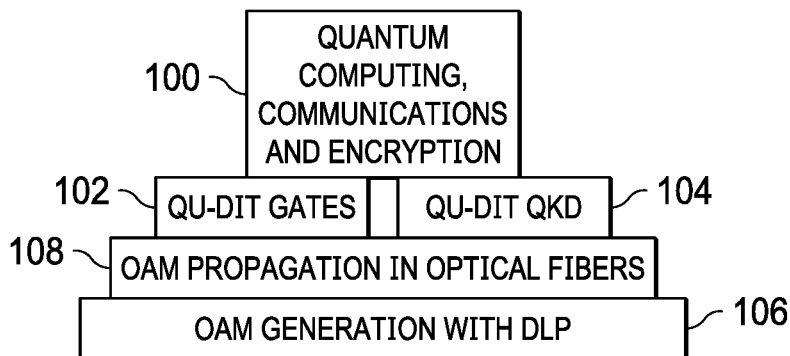 QUANTUM
COMPUTING,
100
COMMUNICATIONS
AND ENCRYPTION
102
QU-DIT GATES
QU-DIT QKD
104
108
OAM PROPAGATION IN OPTICAL FIBERS
OAM GENERATION WITH DLP
106